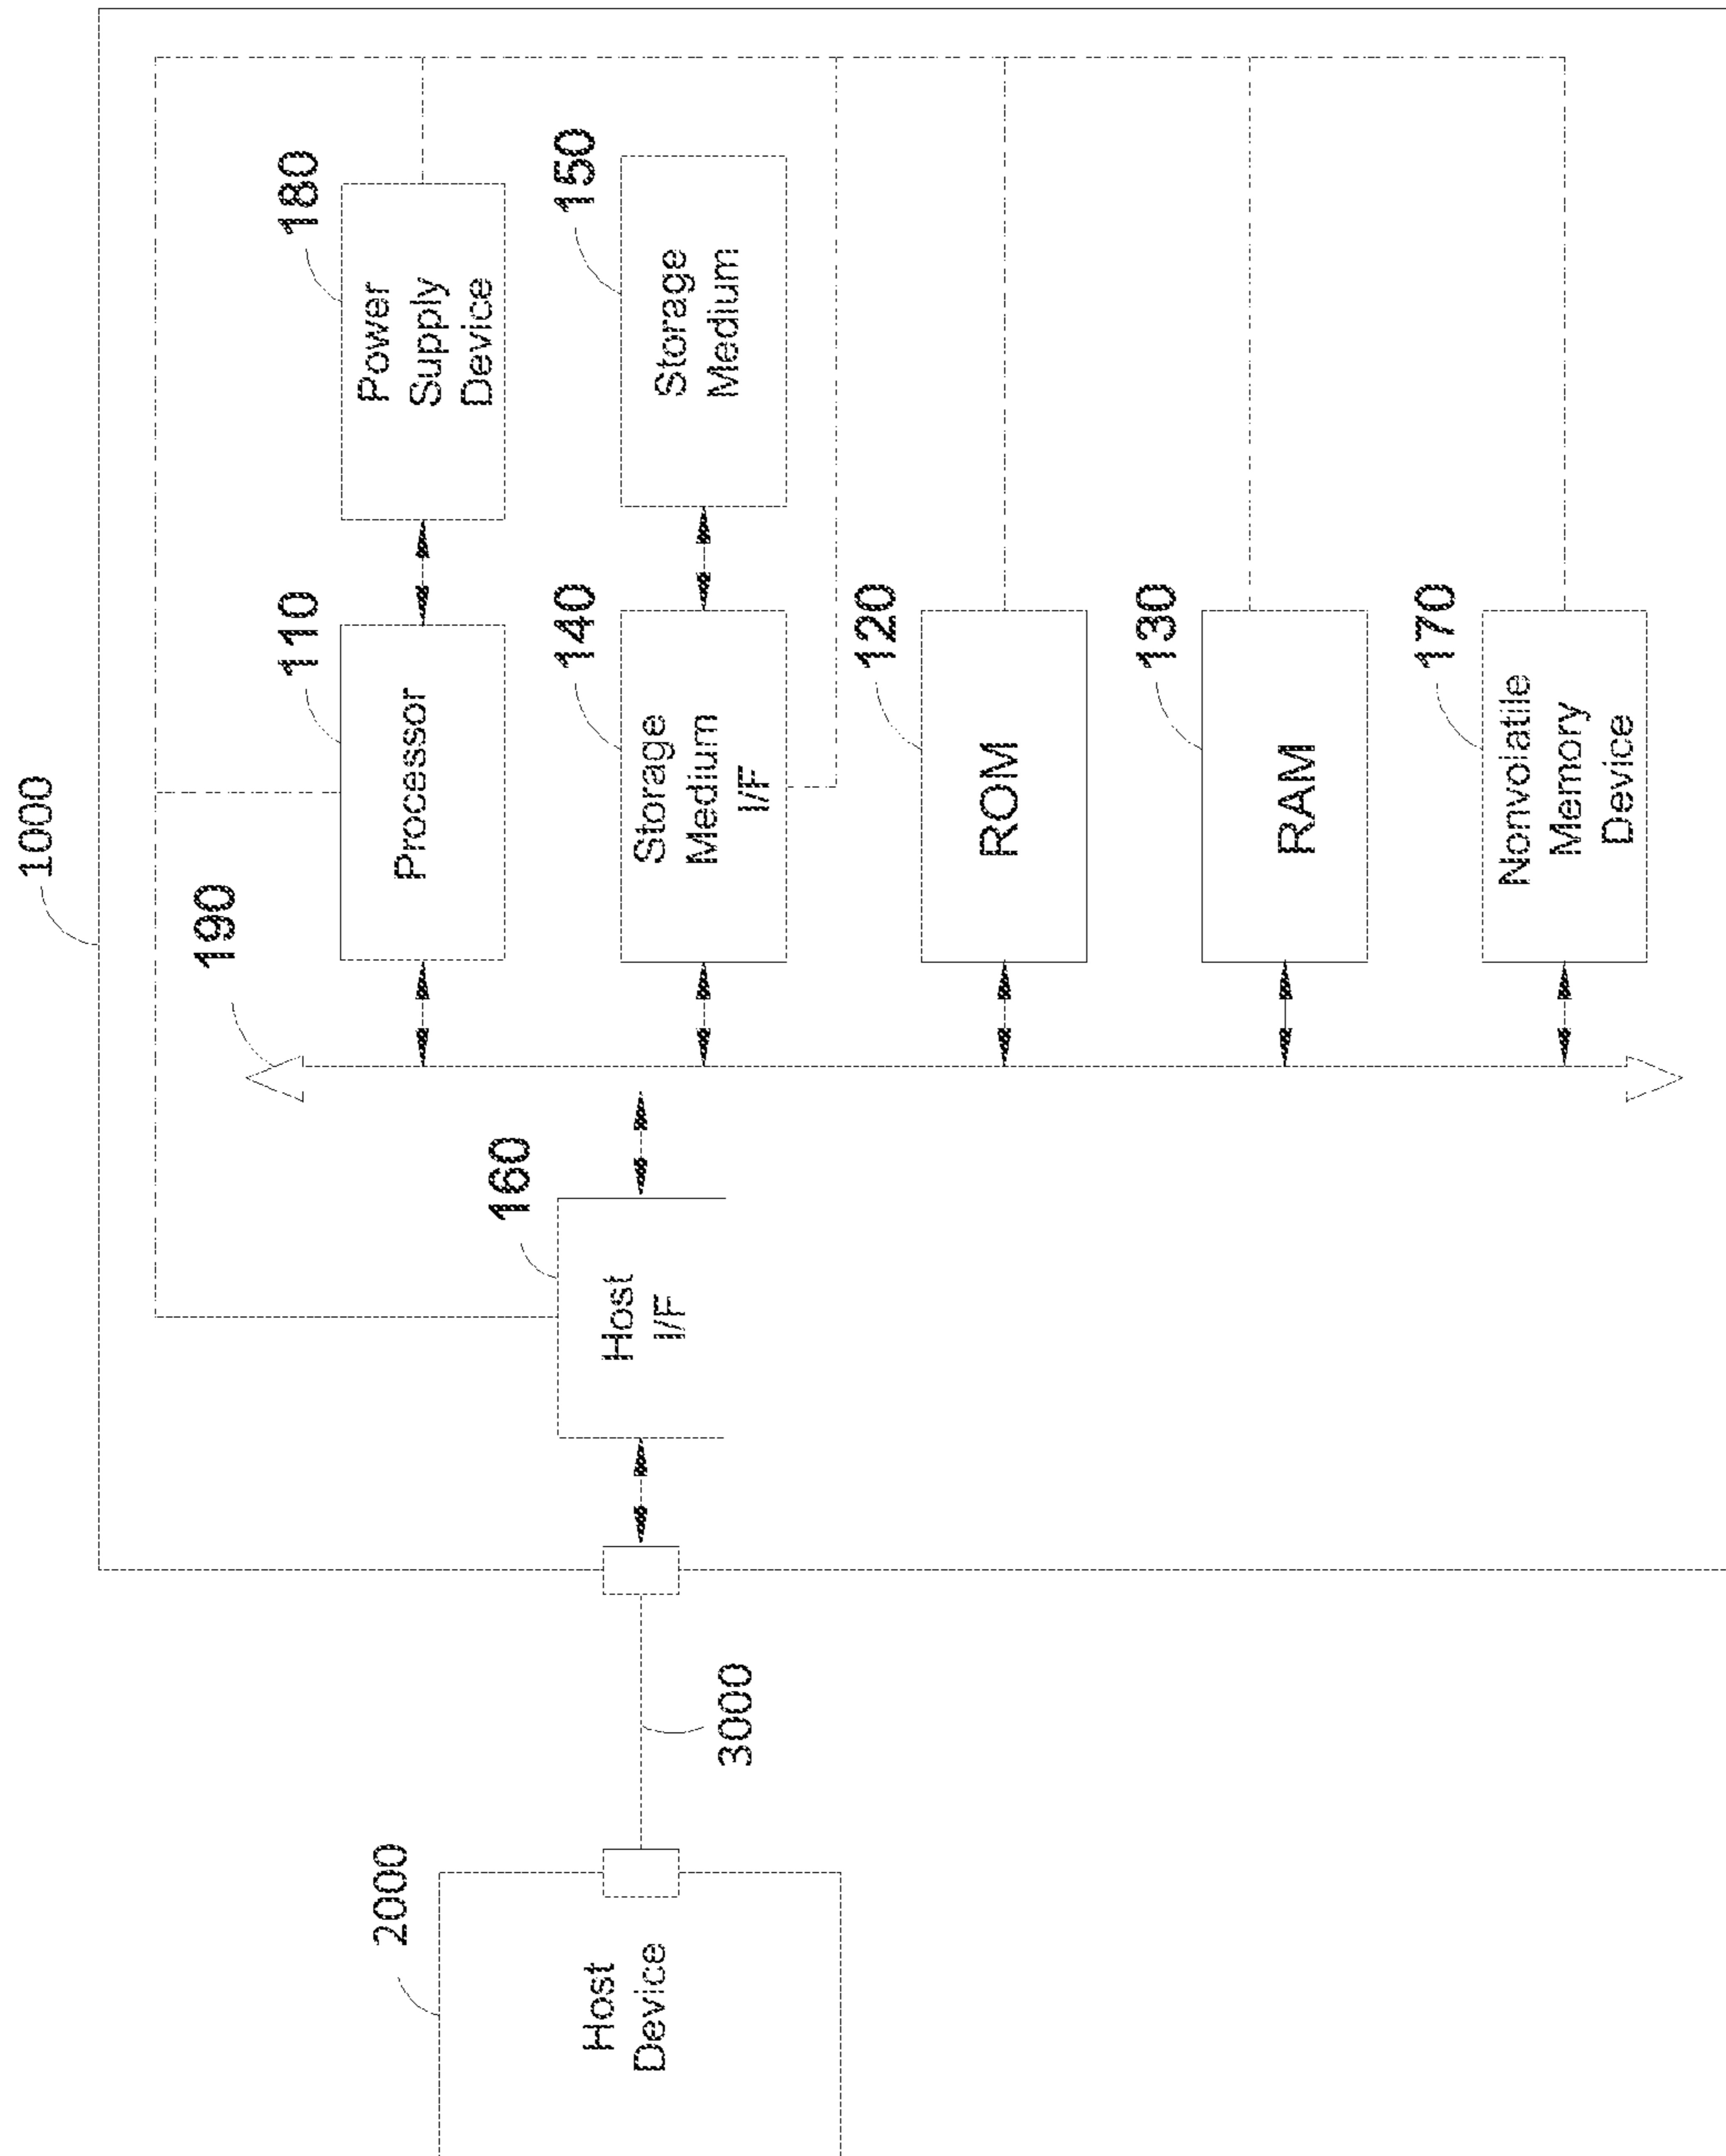 1000
190
110
180
Processor
Power
Supply
Device
2000
3000
160
140
150
Host
Device
Host
I/F
Storage
Medium
I/F
Storage
Medium
120
ROM
130
RAM
170
Nonvolatile
Memory
Device